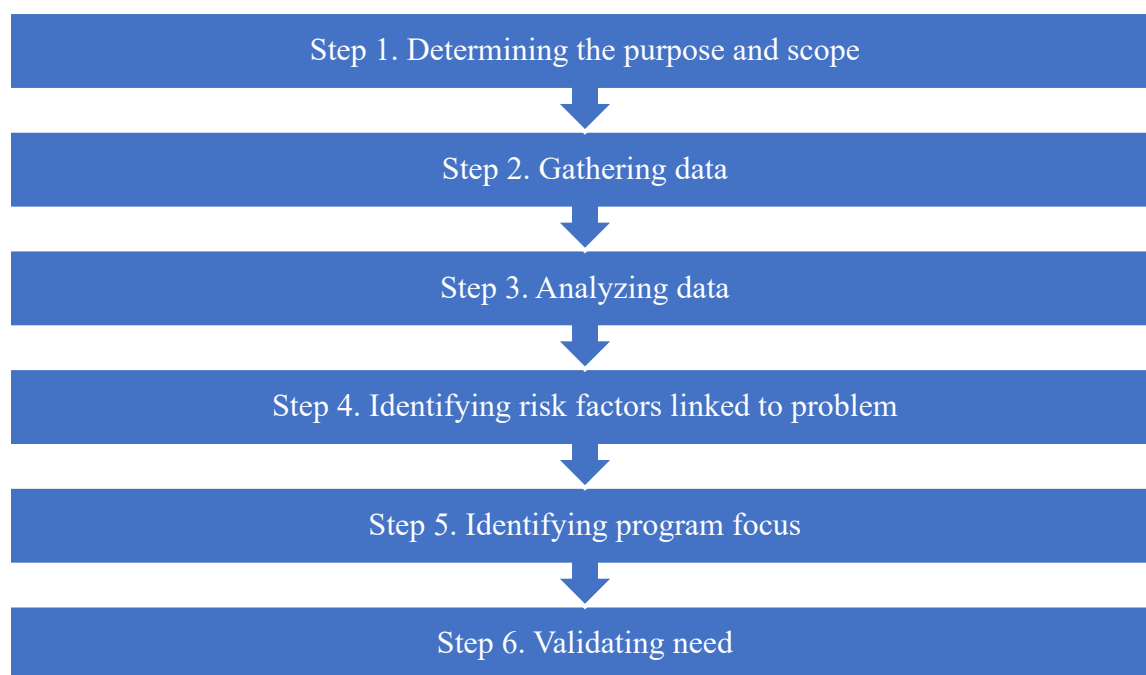 Step 1. Determining the purpose and scope
Step 2. Gathering data
Step 3. Analyzing data
Step 4. Identifying risk factors linked to problem
Step 5. Identifying program focus
Step 6. Validating need